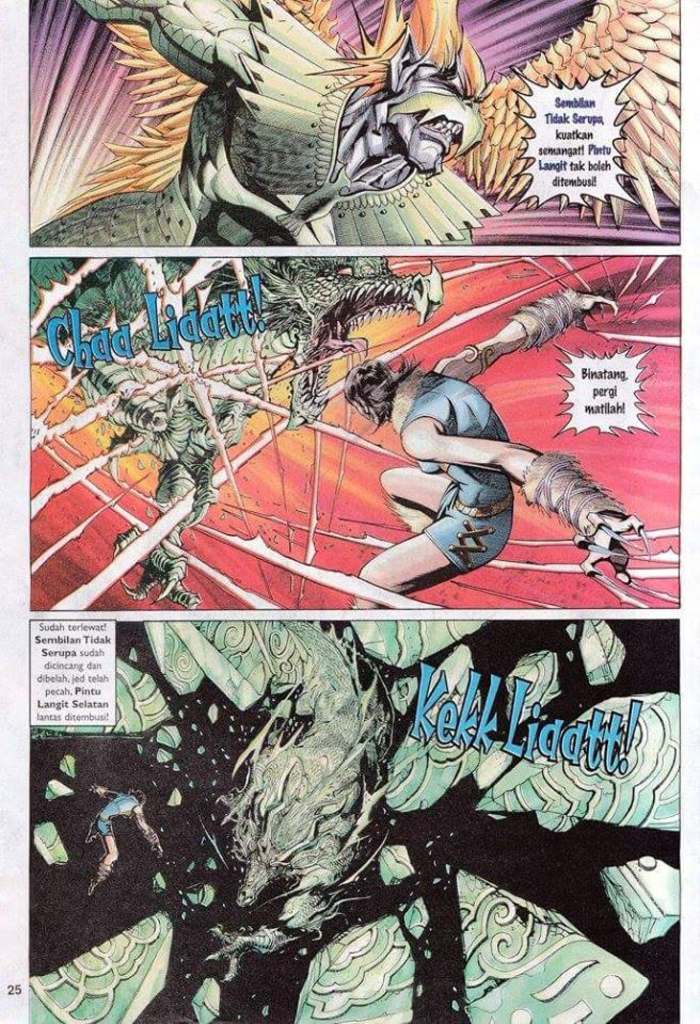 Sembilan
Tidak Serupa,
kuatkan
semangat! Pintu
Langit tak boleh
ditembusi!
Chaa Liaatt!
Binatang,
pergi
matilah!
Sudah terlewat!
Sembilan Tidak
Serupa sudah
dicincang dan
dibelah, jed telah
pecah, Pintu
Langit Selatan
lantas ditembusi!
Kekk Liaatt!
25